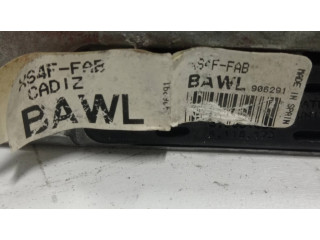 XS4F-FAB
CADIZ
BAWL
XS4F-FAB
BAWL 906291
MADE IN SPAIN